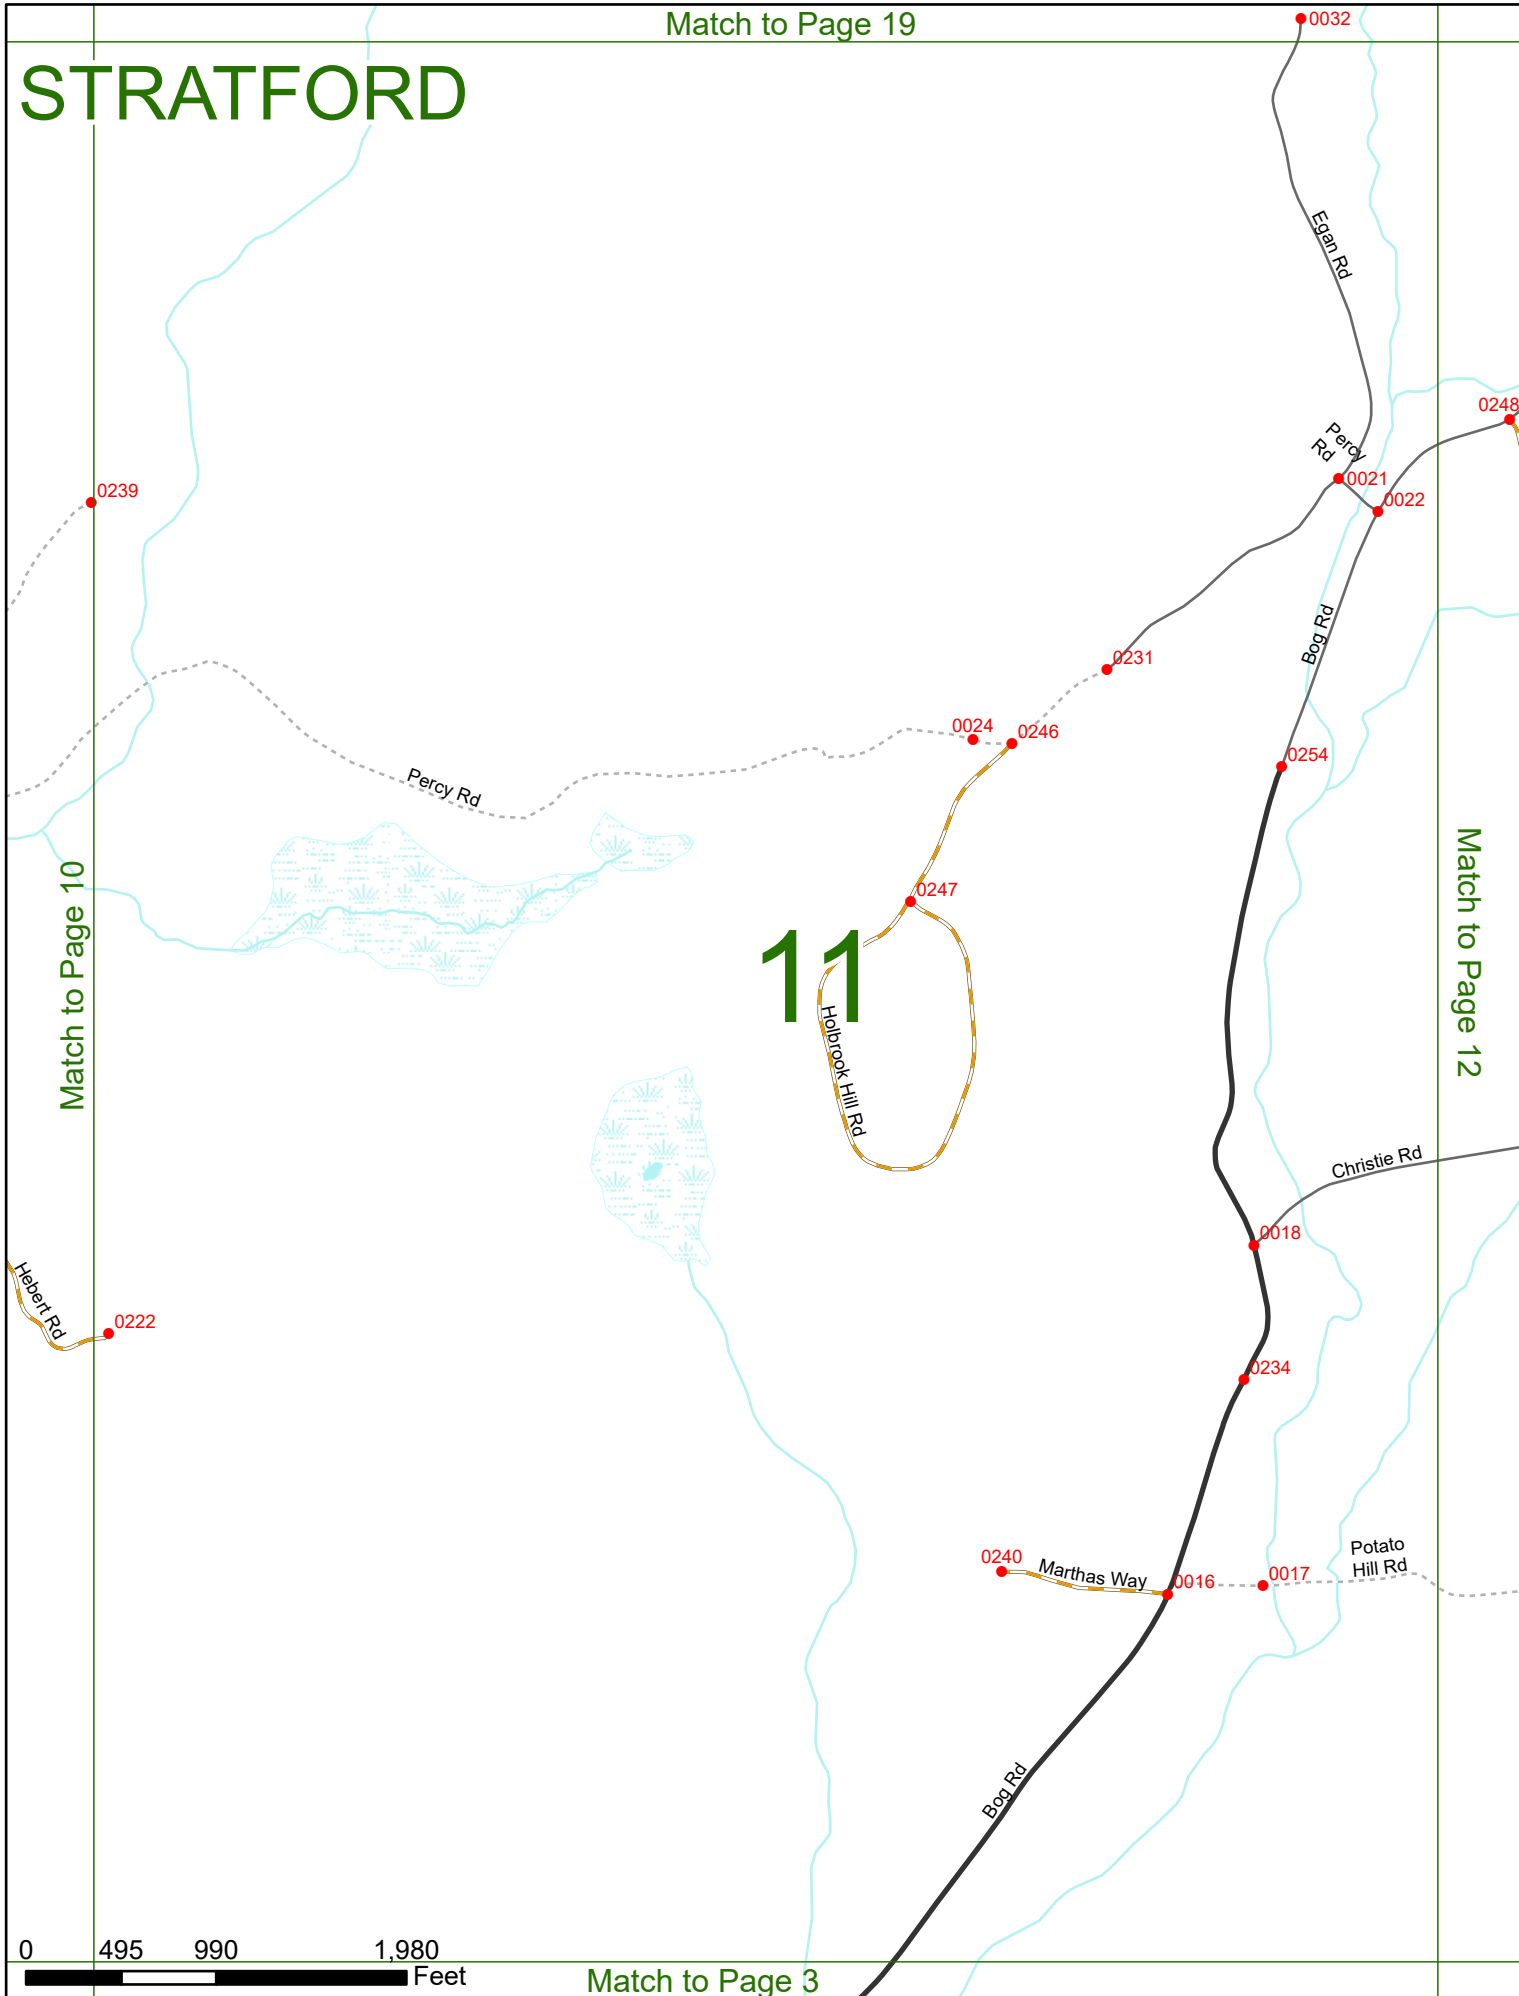 Match to Page 19
0032
STRATFORD
Egan Rd
0248
Percy
Rd
0021
0239
0022
Bog Rd
0231
0024
0246
0254
Percy Rd
Match to Page 10
0247
Match to Page 12
11
Holbrook Hill Rd
Christie Rd
0018
Hebert Rd
0222
0234
Potato
Hill Rd
0240
Marthas Way
0016
0017
Bog Rd
0 495 990 1,980
Feet
Match to Page 3